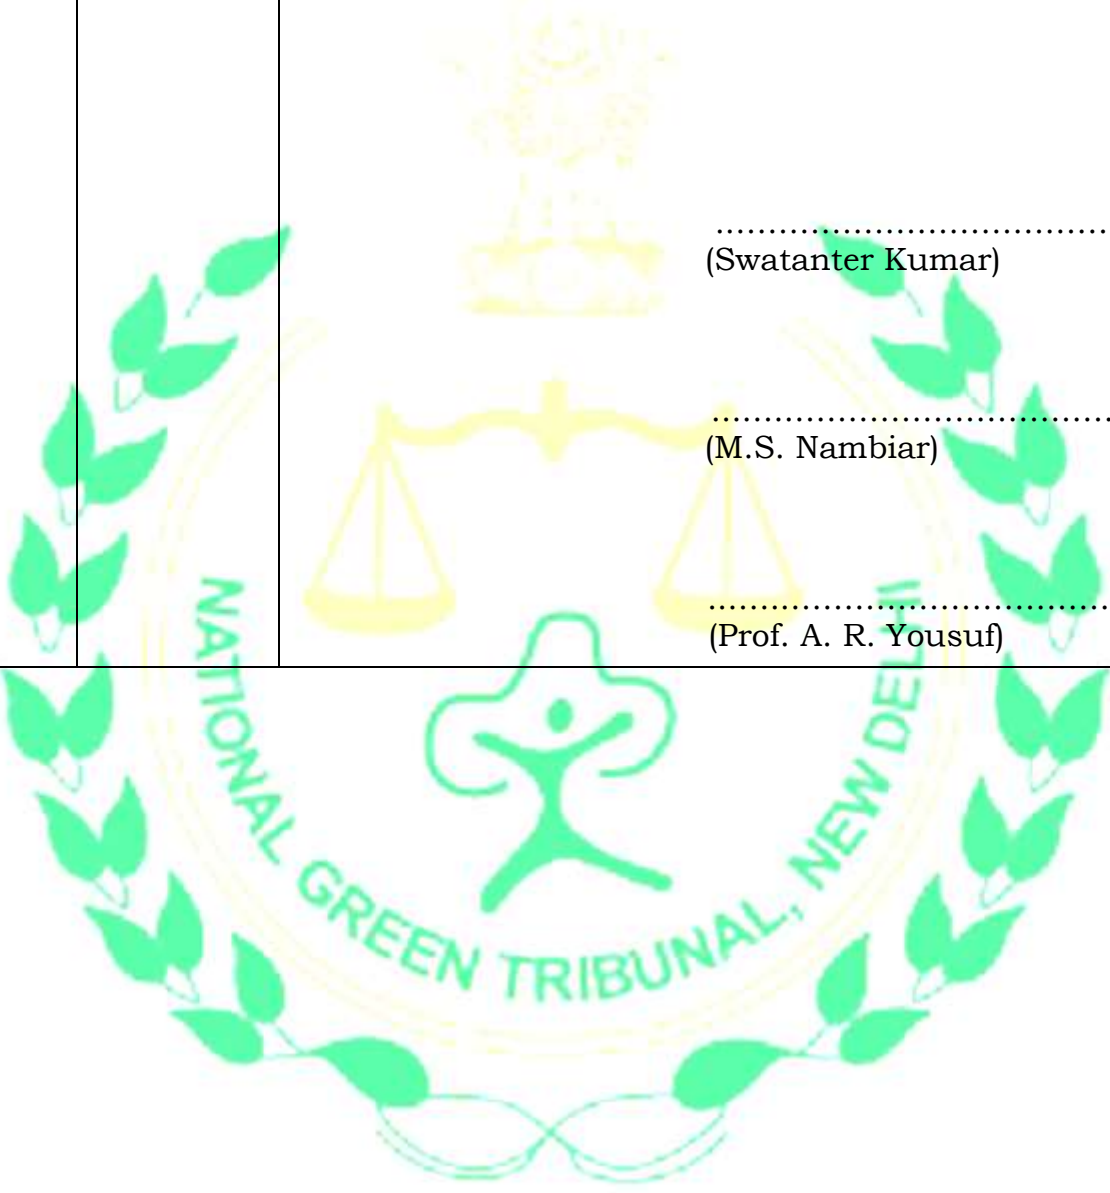 ....................................
(Swatanter Kumar)
......................................
(M.S. Nambiar)
......................................
(Prof. A. R. Yousuf)
NATIONAL GREEN TRIBUNAL, NEW DELHI